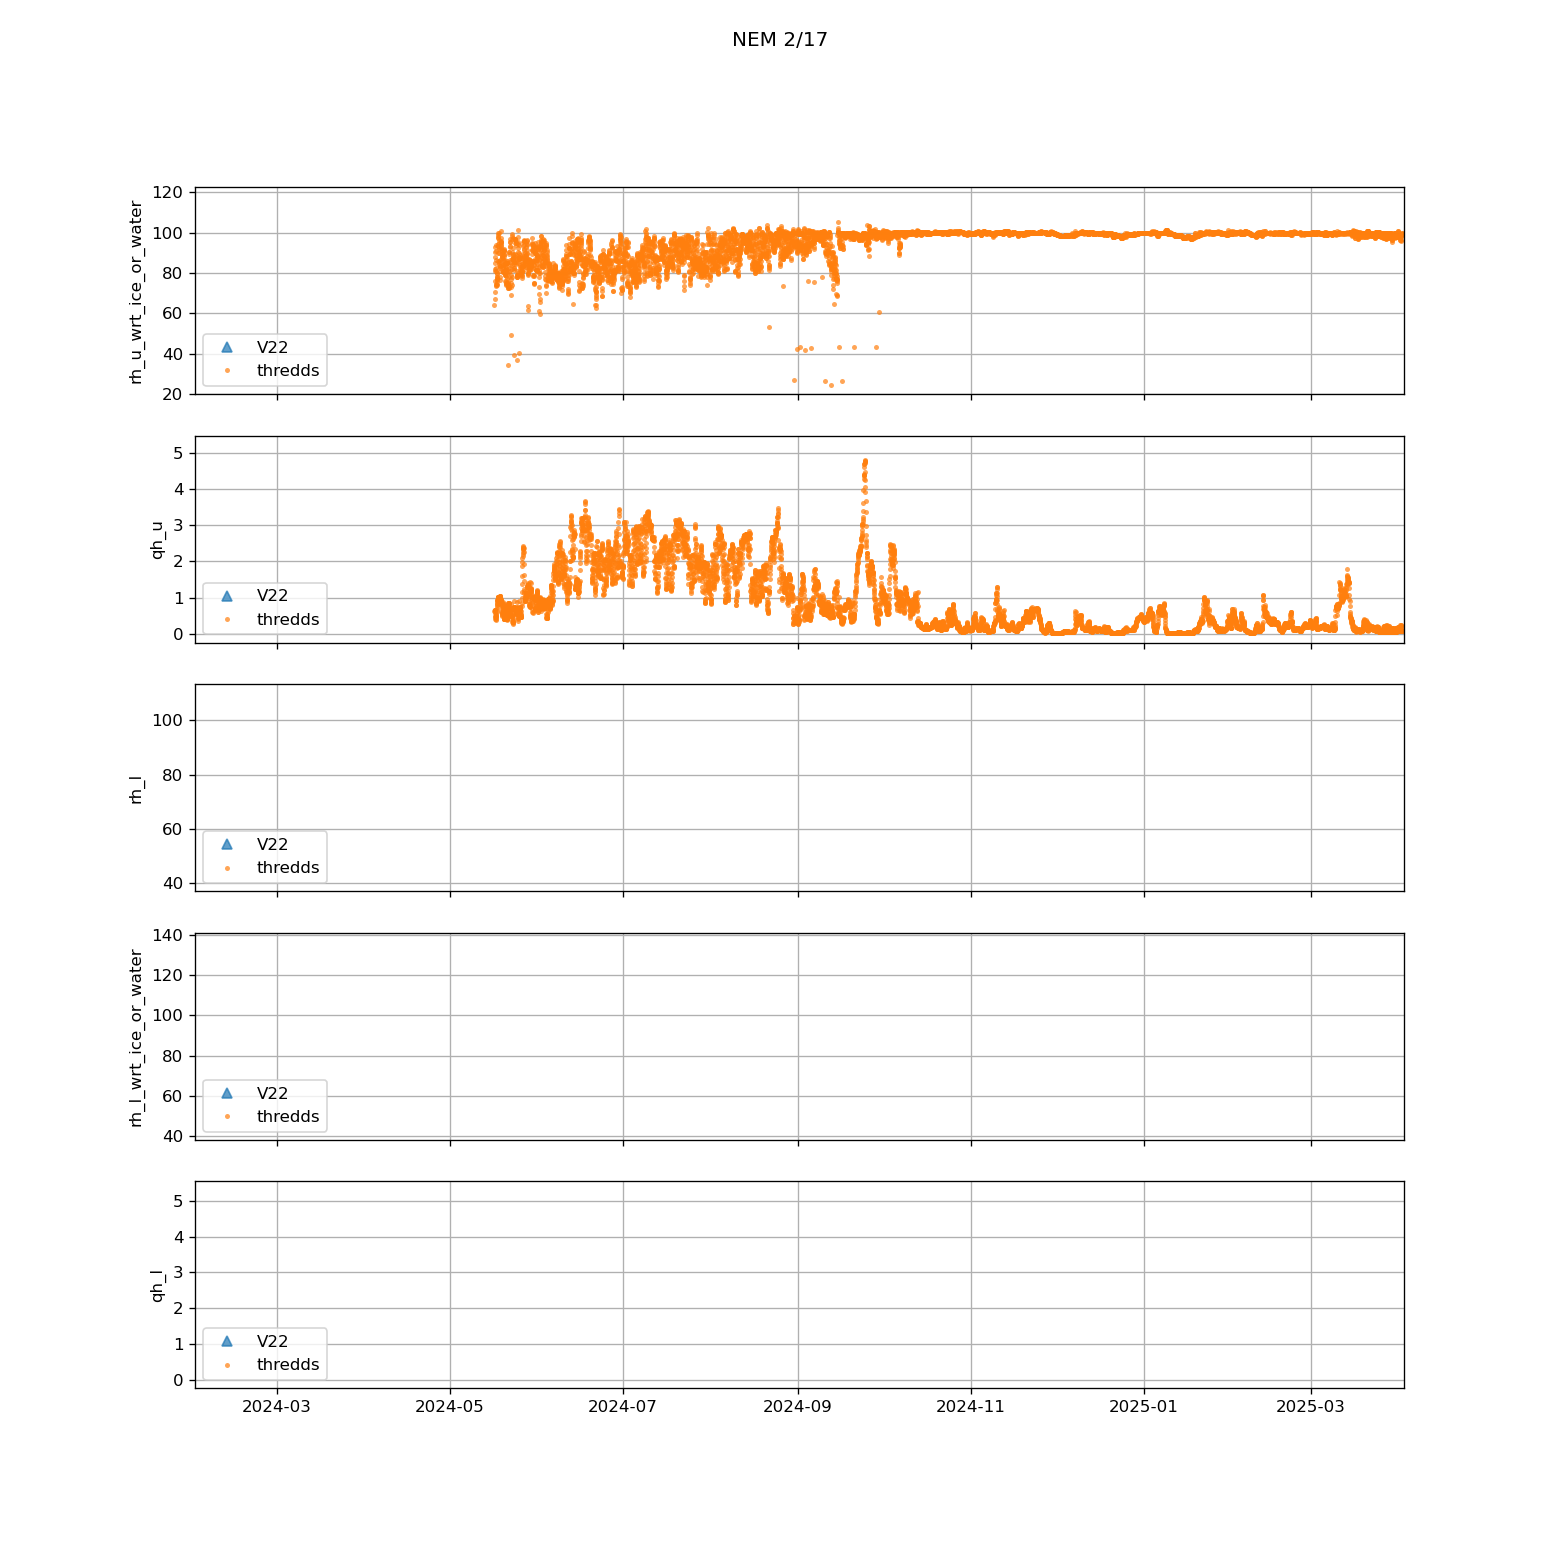 NEM 2/17
rh_u_wrt_ice_or_water
120
100
80
60
40
20
V22
thredds
qh_u
5
4
3
2
1
0
V22
thredds
rh_l
100
80
60
40
V22
thredds
rh_l_wrt_ice_or_water
140
120
100
80
60
40
V22
thredds
qh_l
5
4
3
2
1
0
V22
thredds
2024-03 2024-05 2024-07 2024-09 2024-11 2025-01 2025-03